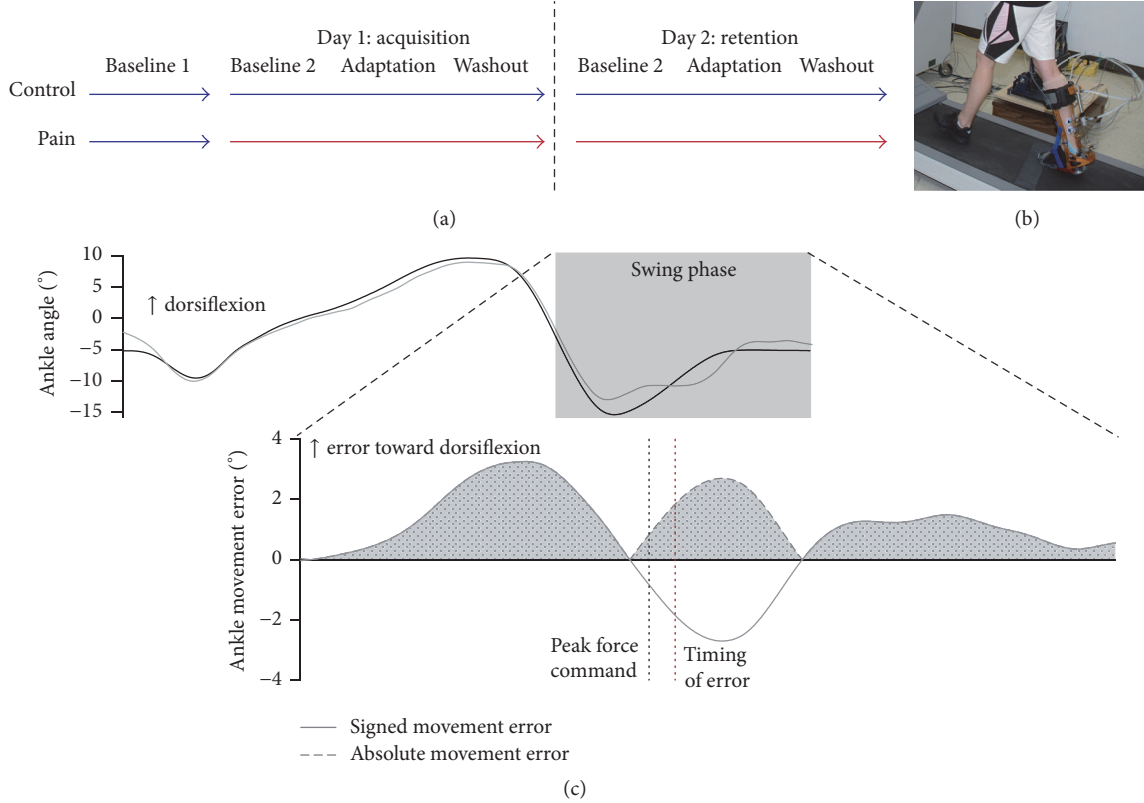 Day 1: acquisition
Day 2: retention
Baseline 1
Baseline 2
Adaptation
Washout
Baseline 2
Adaptation
Washout
Control
Pain
(a)
(b)
10
5
0
−5
−10
−15
Ankle angle (°)
↑ dorsiflexion
Swing phase
4
2
0
−2
−4
Ankle movement error (°)
↑ error toward dorsiflexion
Peak force
command
Timing
of error
Signed movement error
Absolute movement error
(c)